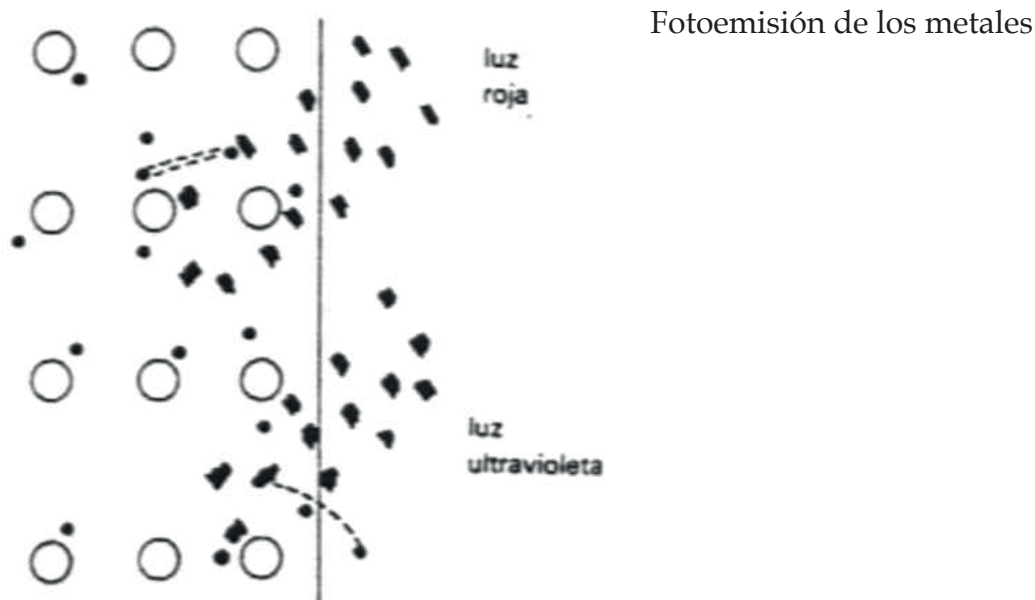 Fotoemisión de los metales
luz
roja
luz
ultravioleta